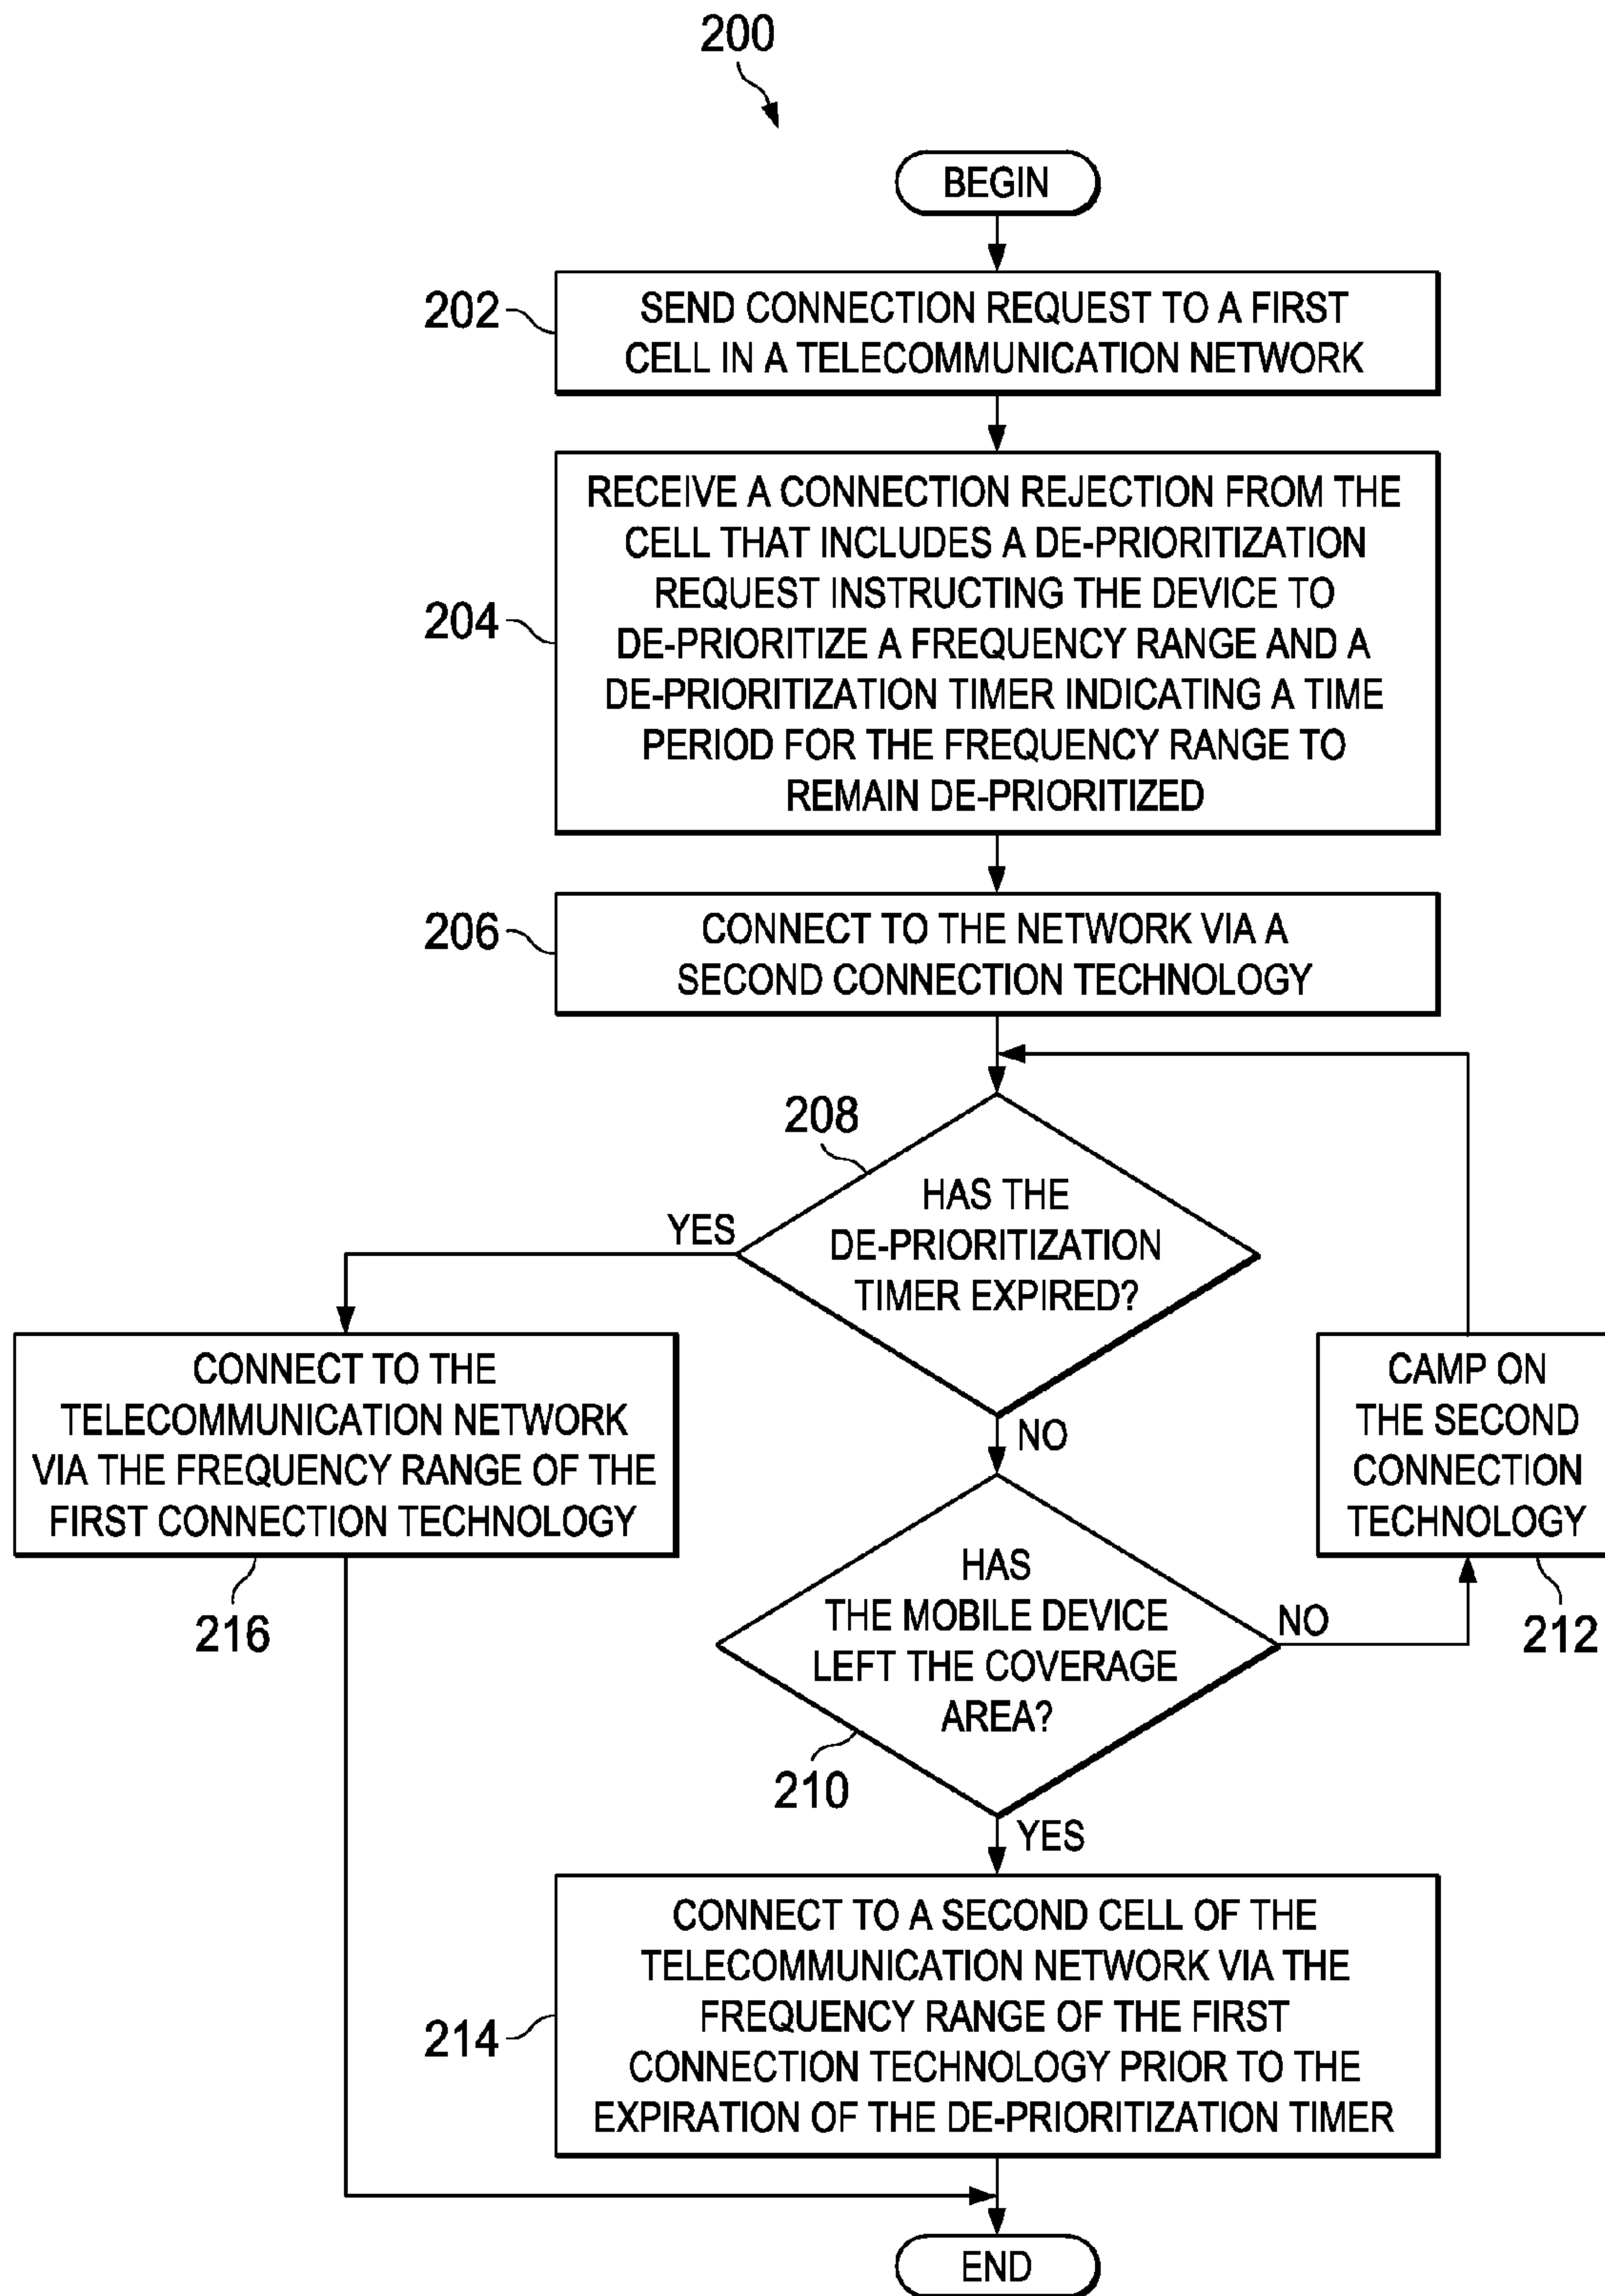 200
BEGIN
202
SEND CONNECTION REQUEST TO A FIRST
CELL IN A TELECOMMUNICATION NETWORK
204
RECEIVE A CONNECTION REJECTION FROM THE
CELL THAT INCLUDES A DE-PRIORITIZATION
REQUEST INSTRUCTING THE DEVICE TO
DE-PRIORITIZE A FREQUENCY RANGE AND A
DE-PRIORITIZATION TIMER INDICATING A TIME
PERIOD FOR THE FREQUENCY RANGE TO
REMAIN DE-PRIORITIZED
206
CONNECT TO THE NETWORK VIA A
SECOND CONNECTION TECHNOLOGY
208
HAS THE
DE-PRIORITIZATION
TIMER EXPIRED?
YES
NO
CONNECT TO THE
TELECOMMUNICATION NETWORK
VIA THE FREQUENCY RANGE OF THE
FIRST CONNECTION TECHNOLOGY
216
CAMP ON
THE SECOND
CONNECTION
TECHNOLOGY
212
HAS
THE MOBILE DEVICE
LEFT THE COVERAGE
AREA?
NO
210
YES
214
CONNECT TO A SECOND CELL OF THE
TELECOMMUNICATION NETWORK VIA THE
FREQUENCY RANGE OF THE FIRST
CONNECTION TECHNOLOGY PRIOR TO THE
EXPIRATION OF THE DE-PRIORITIZATION TIMER
END